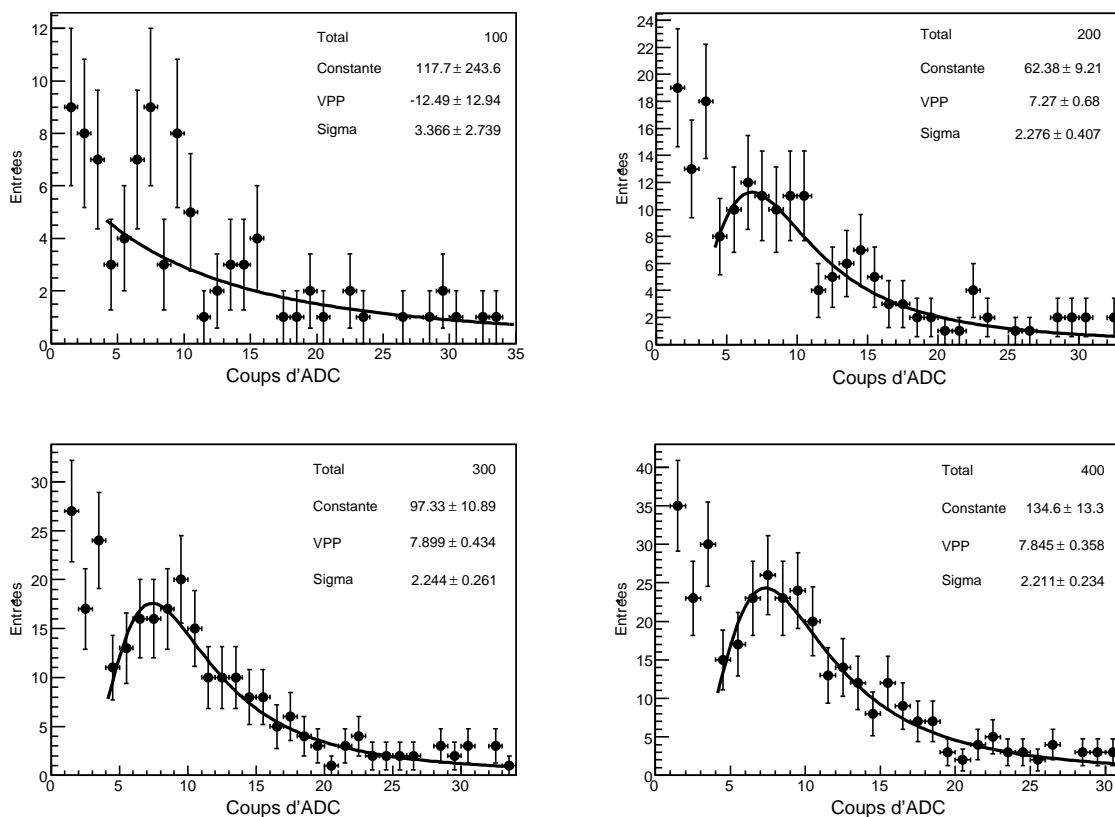 12
10
8
6
4
2
0
Entrées
Total 100
Constante 117.7 ± 243.6
VPP -12.49 ± 12.94
Sigma 3.366 ± 2.739
5 10 15 20 25 30 35
Coups d'ADC
24
22
20
18
16
14
12
10
8
6
4
2
0
Entrées
Total 200
Constante 62.38 ± 9.21
VPP 7.27 ± 0.68
Sigma 2.276 ± 0.407
0 5 10 15 20 25 30
Coups d'ADC
30
25
20
15
10
5
0
Entrées
Total 300
Constante 97.33 ± 10.89
VPP 7.899 ± 0.434
Sigma 2.244 ± 0.261
0 5 10 15 20 25 30
Coups d'ADC
40
35
30
25
20
15
10
5
0
Entrées
Total 400
Constante 134.6 ± 13.3
VPP 7.845 ± 0.358
Sigma 2.211 ± 0.234
0 5 10 15 20 25 30
Coups d'ADC